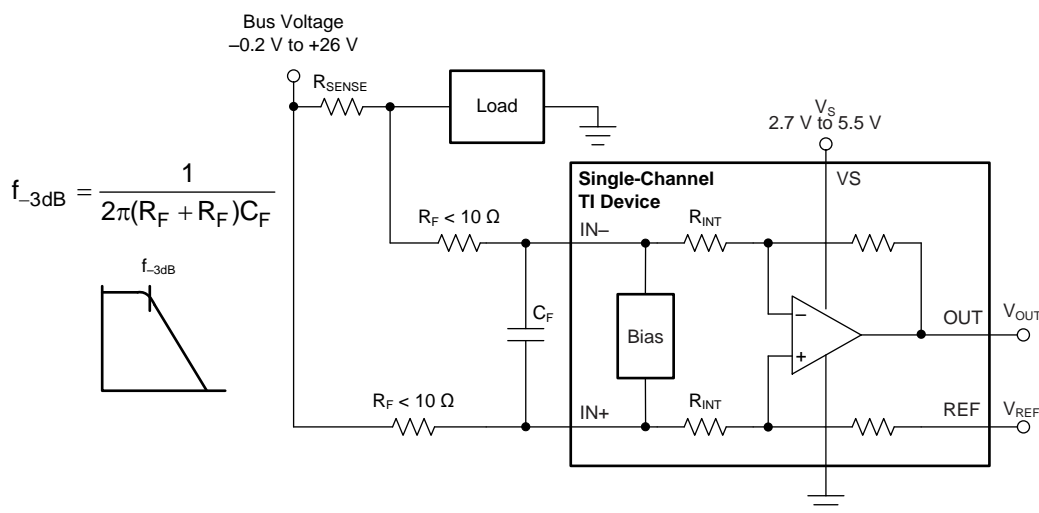 Bus Voltage
–0.2 V to +26 V
R_SENSE
Load
V_S
2.7 V to 5.5 V
f_–3dB = 1 / 2π(R_F + R_F)C_F
Single-Channel
TI Device
VS
R_F < 10 Ω
IN–
R_INT
f_–3dB
C_F
Bias
–
+
OUT
V_OUT
R_F < 10 Ω
IN+
R_INT
REF
V_REF